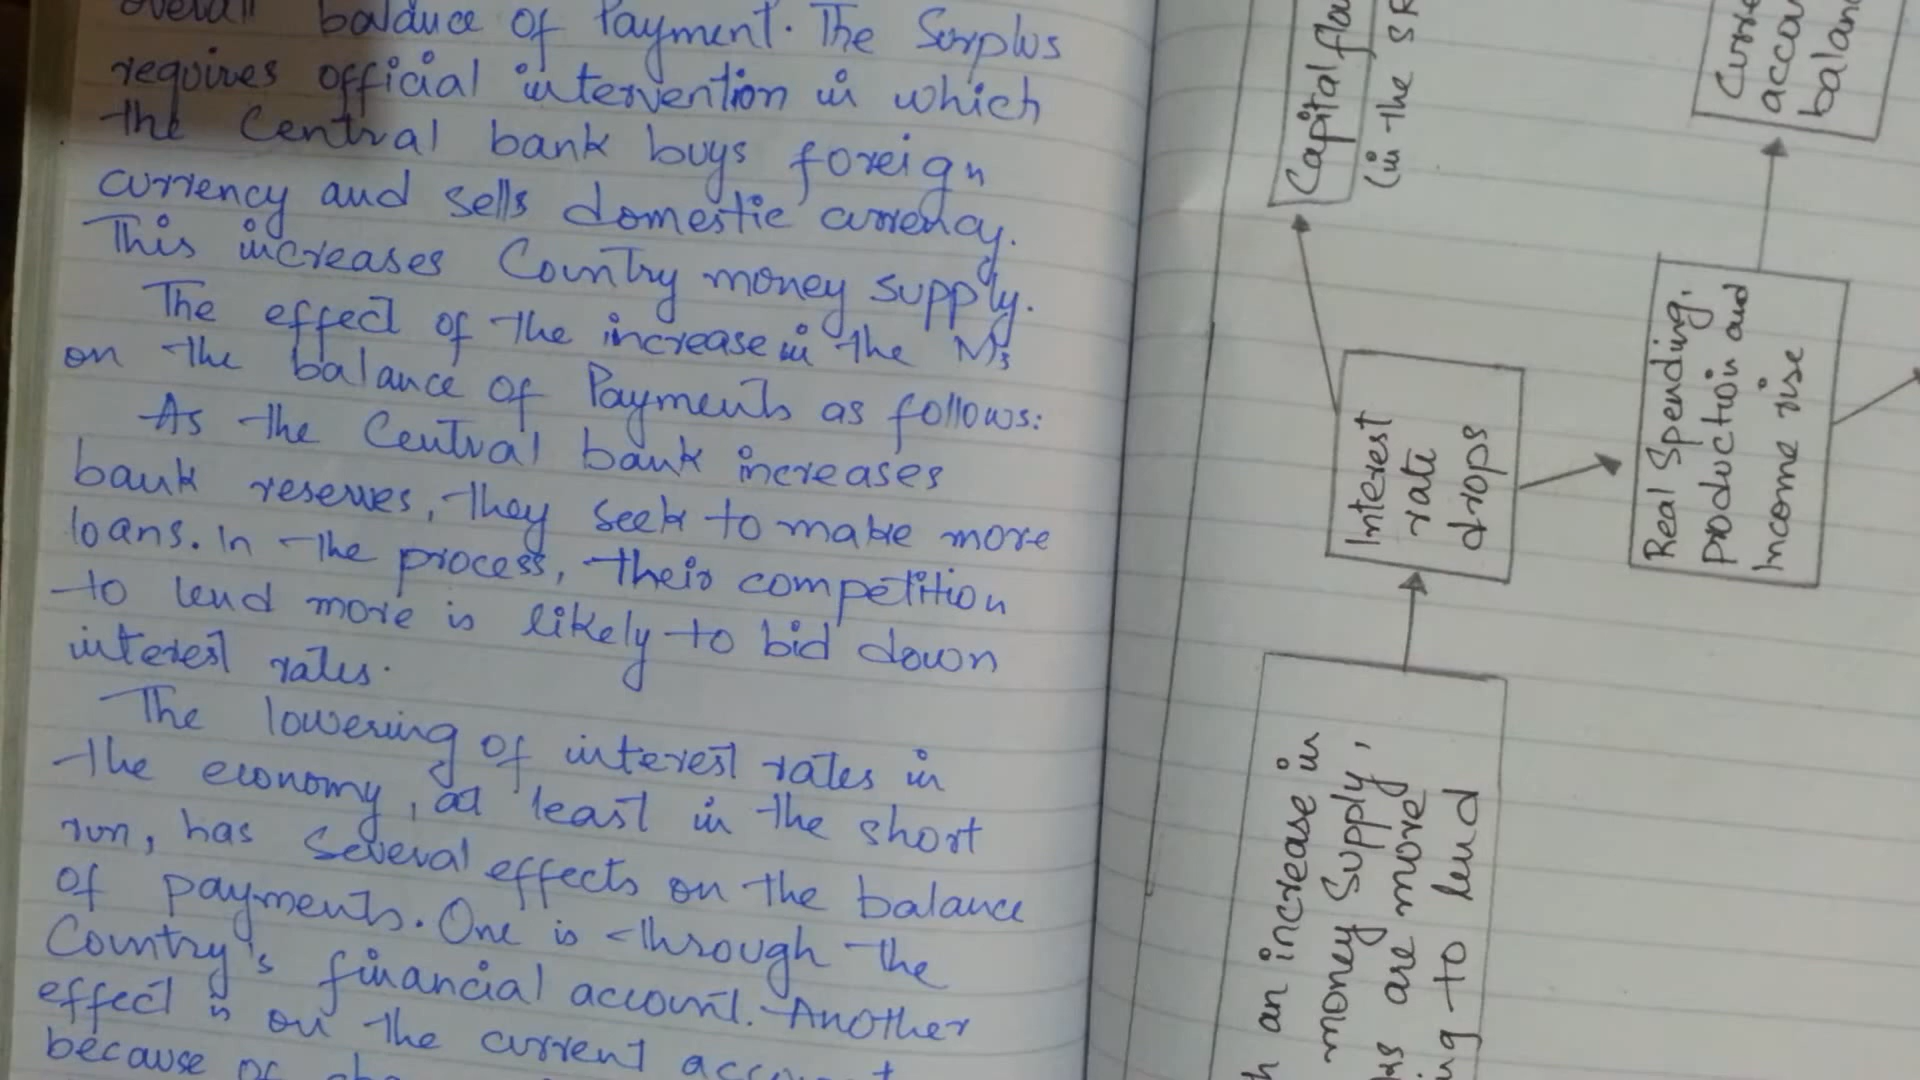 overall balance of Payment. The Surplus
requires official intervention in which
the Central bank buys foreign
currency and sells domestic currency.
This increases Country money supply.
The effect of the increase in the Ms
on the balance of Payments as follows:
As the Central bank increases
bank reserves, they seek to make more
loans. In the process, their competition
to lend more is likely to bid down
interest rates.
The lowering of interest rates in
the economy, at least in the short
run, has several effects on the balance
of payments. One is through the
Country's financial account. Another
effect is on the current account
because of
an increase in
money Supply,
are more
to lend
Interest
rate
drops
Capital
(in the
Real Spending,
production and
Income rise